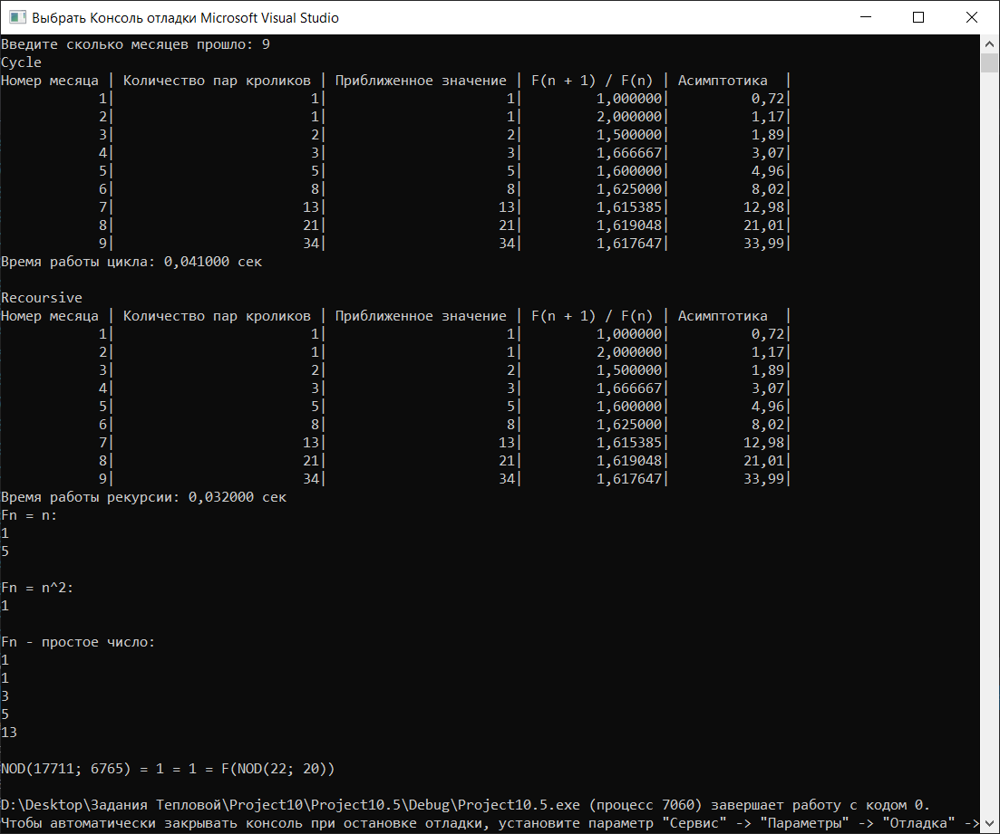 Выбрать Консоль отладки Microsoft Visual Studio
Введите сколько месяцев прошло: 9
Cycle
Номер месяца | Количество пар кроликов | Приближенное значение | F(n + 1) / F(n) | Асимптотика |
1| 1| 1| 1,000000| 0,72|
2| 1| 1| 2,000000| 1,17|
3| 2| 2| 1,500000| 1,89|
4| 3| 3| 1,666667| 3,07|
5| 5| 5| 1,600000| 4,96|
6| 8| 8| 1,625000| 8,02|
7| 13| 13| 1,615385| 12,98|
8| 21| 21| 1,619048| 21,01|
9| 34| 34| 1,617647| 33,99|
Время работы цикла: 0,041000 сек
Recoursive
Номер месяца | Количество пар кроликов | Приближенное значение | F(n + 1) / F(n) | Асимптотика |
1| 1| 1| 1,000000| 0,72|
2| 1| 1| 2,000000| 1,17|
3| 2| 2| 1,500000| 1,89|
4| 3| 3| 1,666667| 3,07|
5| 5| 5| 1,600000| 4,96|
6| 8| 8| 1,625000| 8,02|
7| 13| 13| 1,615385| 12,98|
8| 21| 21| 1,619048| 21,01|
9| 34| 34| 1,617647| 33,99|
Время работы рекурсии: 0,032000 сек
Fn = n:
1
5
Fn = n^2:
1
Fn - простое число:
1
1
3
5
13
NOD(17711; 6765) = 1 = 1 = F(NOD(22; 20))
D:\Desktop\Задания Тепловой\Project10\Project10.5\Debug\Project10.5.exe (процесс 7060) завершает работу с кодом 0.
Чтобы автоматически закрывать консоль при остановке отладки, установите параметр "Сервис" -> "Параметры" -> "Отладка" ->